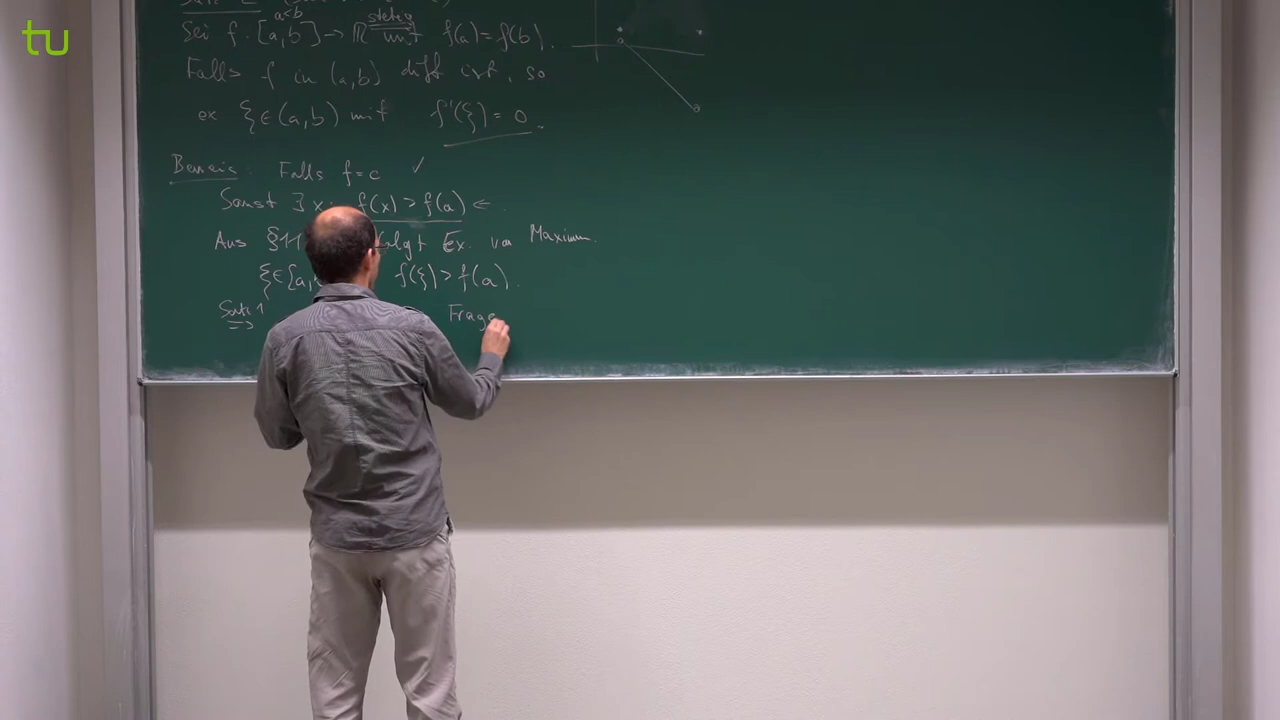 tu
a<b stetig
Sei f: [a,b] → ℝ mit f(a) = f(b).
Falls f in (a,b) diff ist, so
ex ξ∈(a,b) mit f'(ξ) = 0.
Beweis: Falls f=c ✓
Sonst ∃ x: f(x) > f(a) ←
Aus folgt Ex. von Maximum.
ξ∈[a, f(ξ) > f(a).
Satz 1 ⇒ Frage